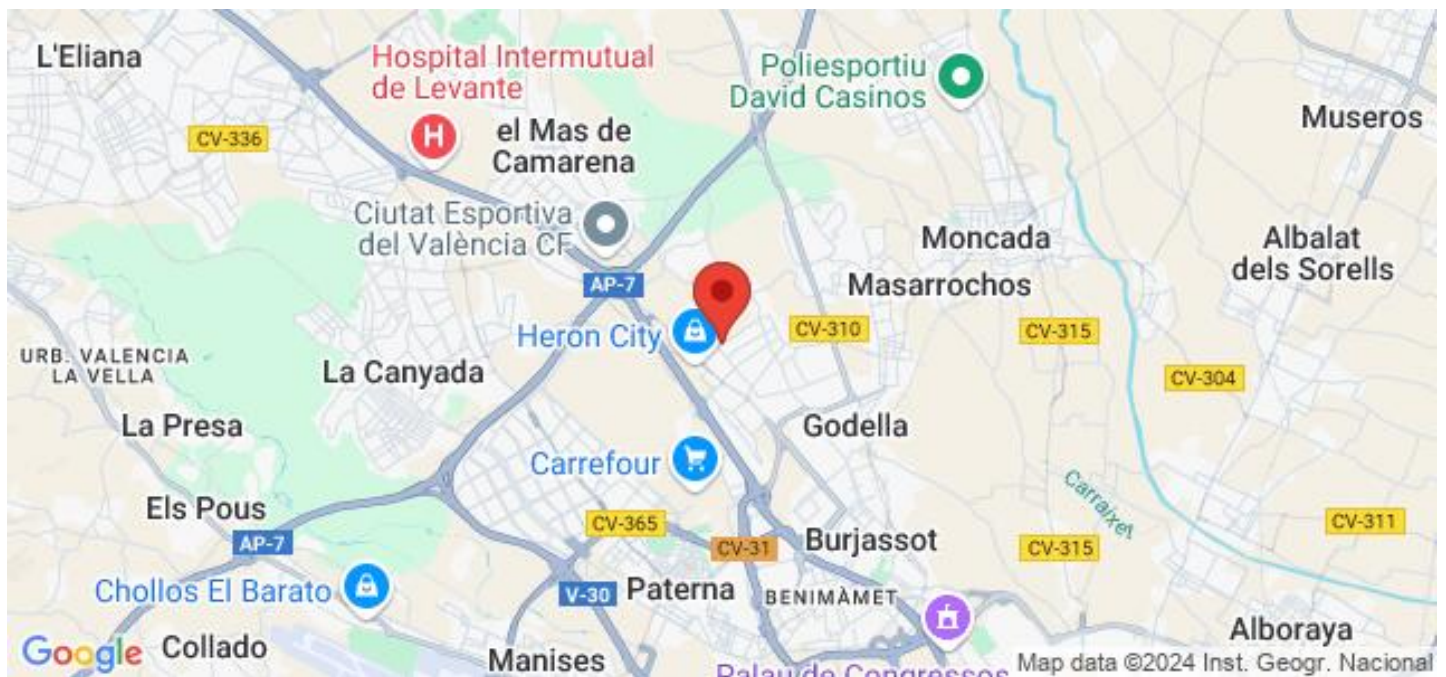 L'Eliana
Hospital Intermutual
de Levante
H
Poliesportiu
David Casinos
Museros
CV-336
el Mas de
Camarena
Ciutat Esportiva
del València CF
Moncada
Albalat
dels Sorells
AP-7
Masarrochos
Heron City
CV-310
CV-315
URB. VALENCIA
LA VELLA
La Canyada
CV-304
La Presa
Godella
Carrefour
Carraixet
Els Pous
CV-365
CV-311
AP-7
CV-31
Burjassot
CV-315
Chollos El Barato
V-30
Paterna
BENIMÀMET
Google
Collado
Manises
Alboraya
Palau de Congressos
Map data ©2024 Inst. Geogr. Nacional